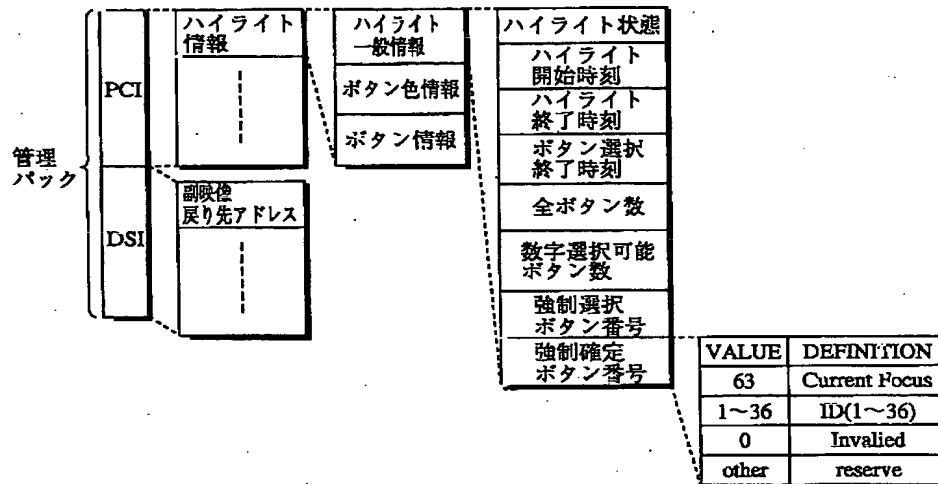 管理
パック
PCI
DSI
ハイライト
情報
副映像
戻り先アドレス
ハイライト
一般情報
ボタン色情報
ボタン情報
ハイライト状態
ハイライト
開始時刻
ハイライト
終了時刻
ボタン選択
終了時刻
全ボタン数
数字選択可能
ボタン数
強制選択
ボタン番号
強制確定
ボタン番号
VALUE DEFINITION
63 Current Focus
1〜36 ID(1〜36)
0 Invalied
other reserve